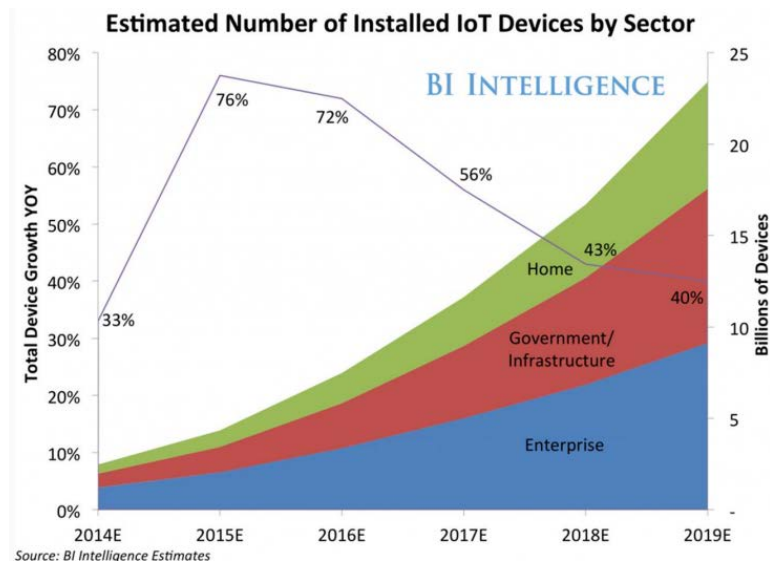 Estimated Number of Installed IoT Devices by Sector
BI INTELLIGENCE
Total Device Growth YOY
80%
70%
60%
50%
40%
30%
20%
10%
0%
33%
76%
72%
56%
43%
40%
Home
Government/
Infrastructure
Enterprise
25
20
15
10
5
-
Billions of Devices
2014E 2015E 2016E 2017E 2018E 2019E
Source: BI Intelligence Estimates